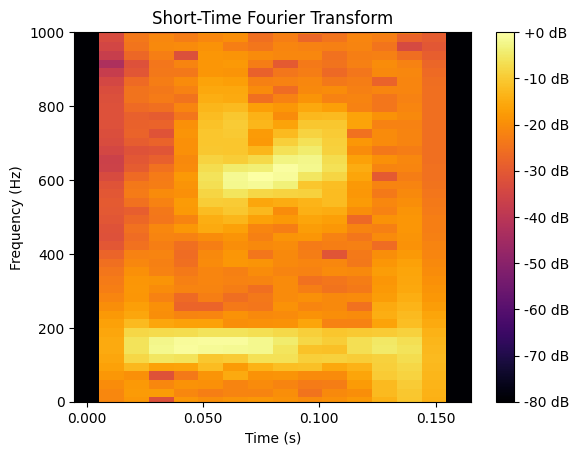 Short-Time Fourier Transform
Frequency (Hz)
1000
800
600
400
200
0
0.000
0.050
0.100
0.150
Time (s)
+0 dB
-10 dB
-20 dB
-30 dB
-40 dB
-50 dB
-60 dB
-70 dB
-80 dB